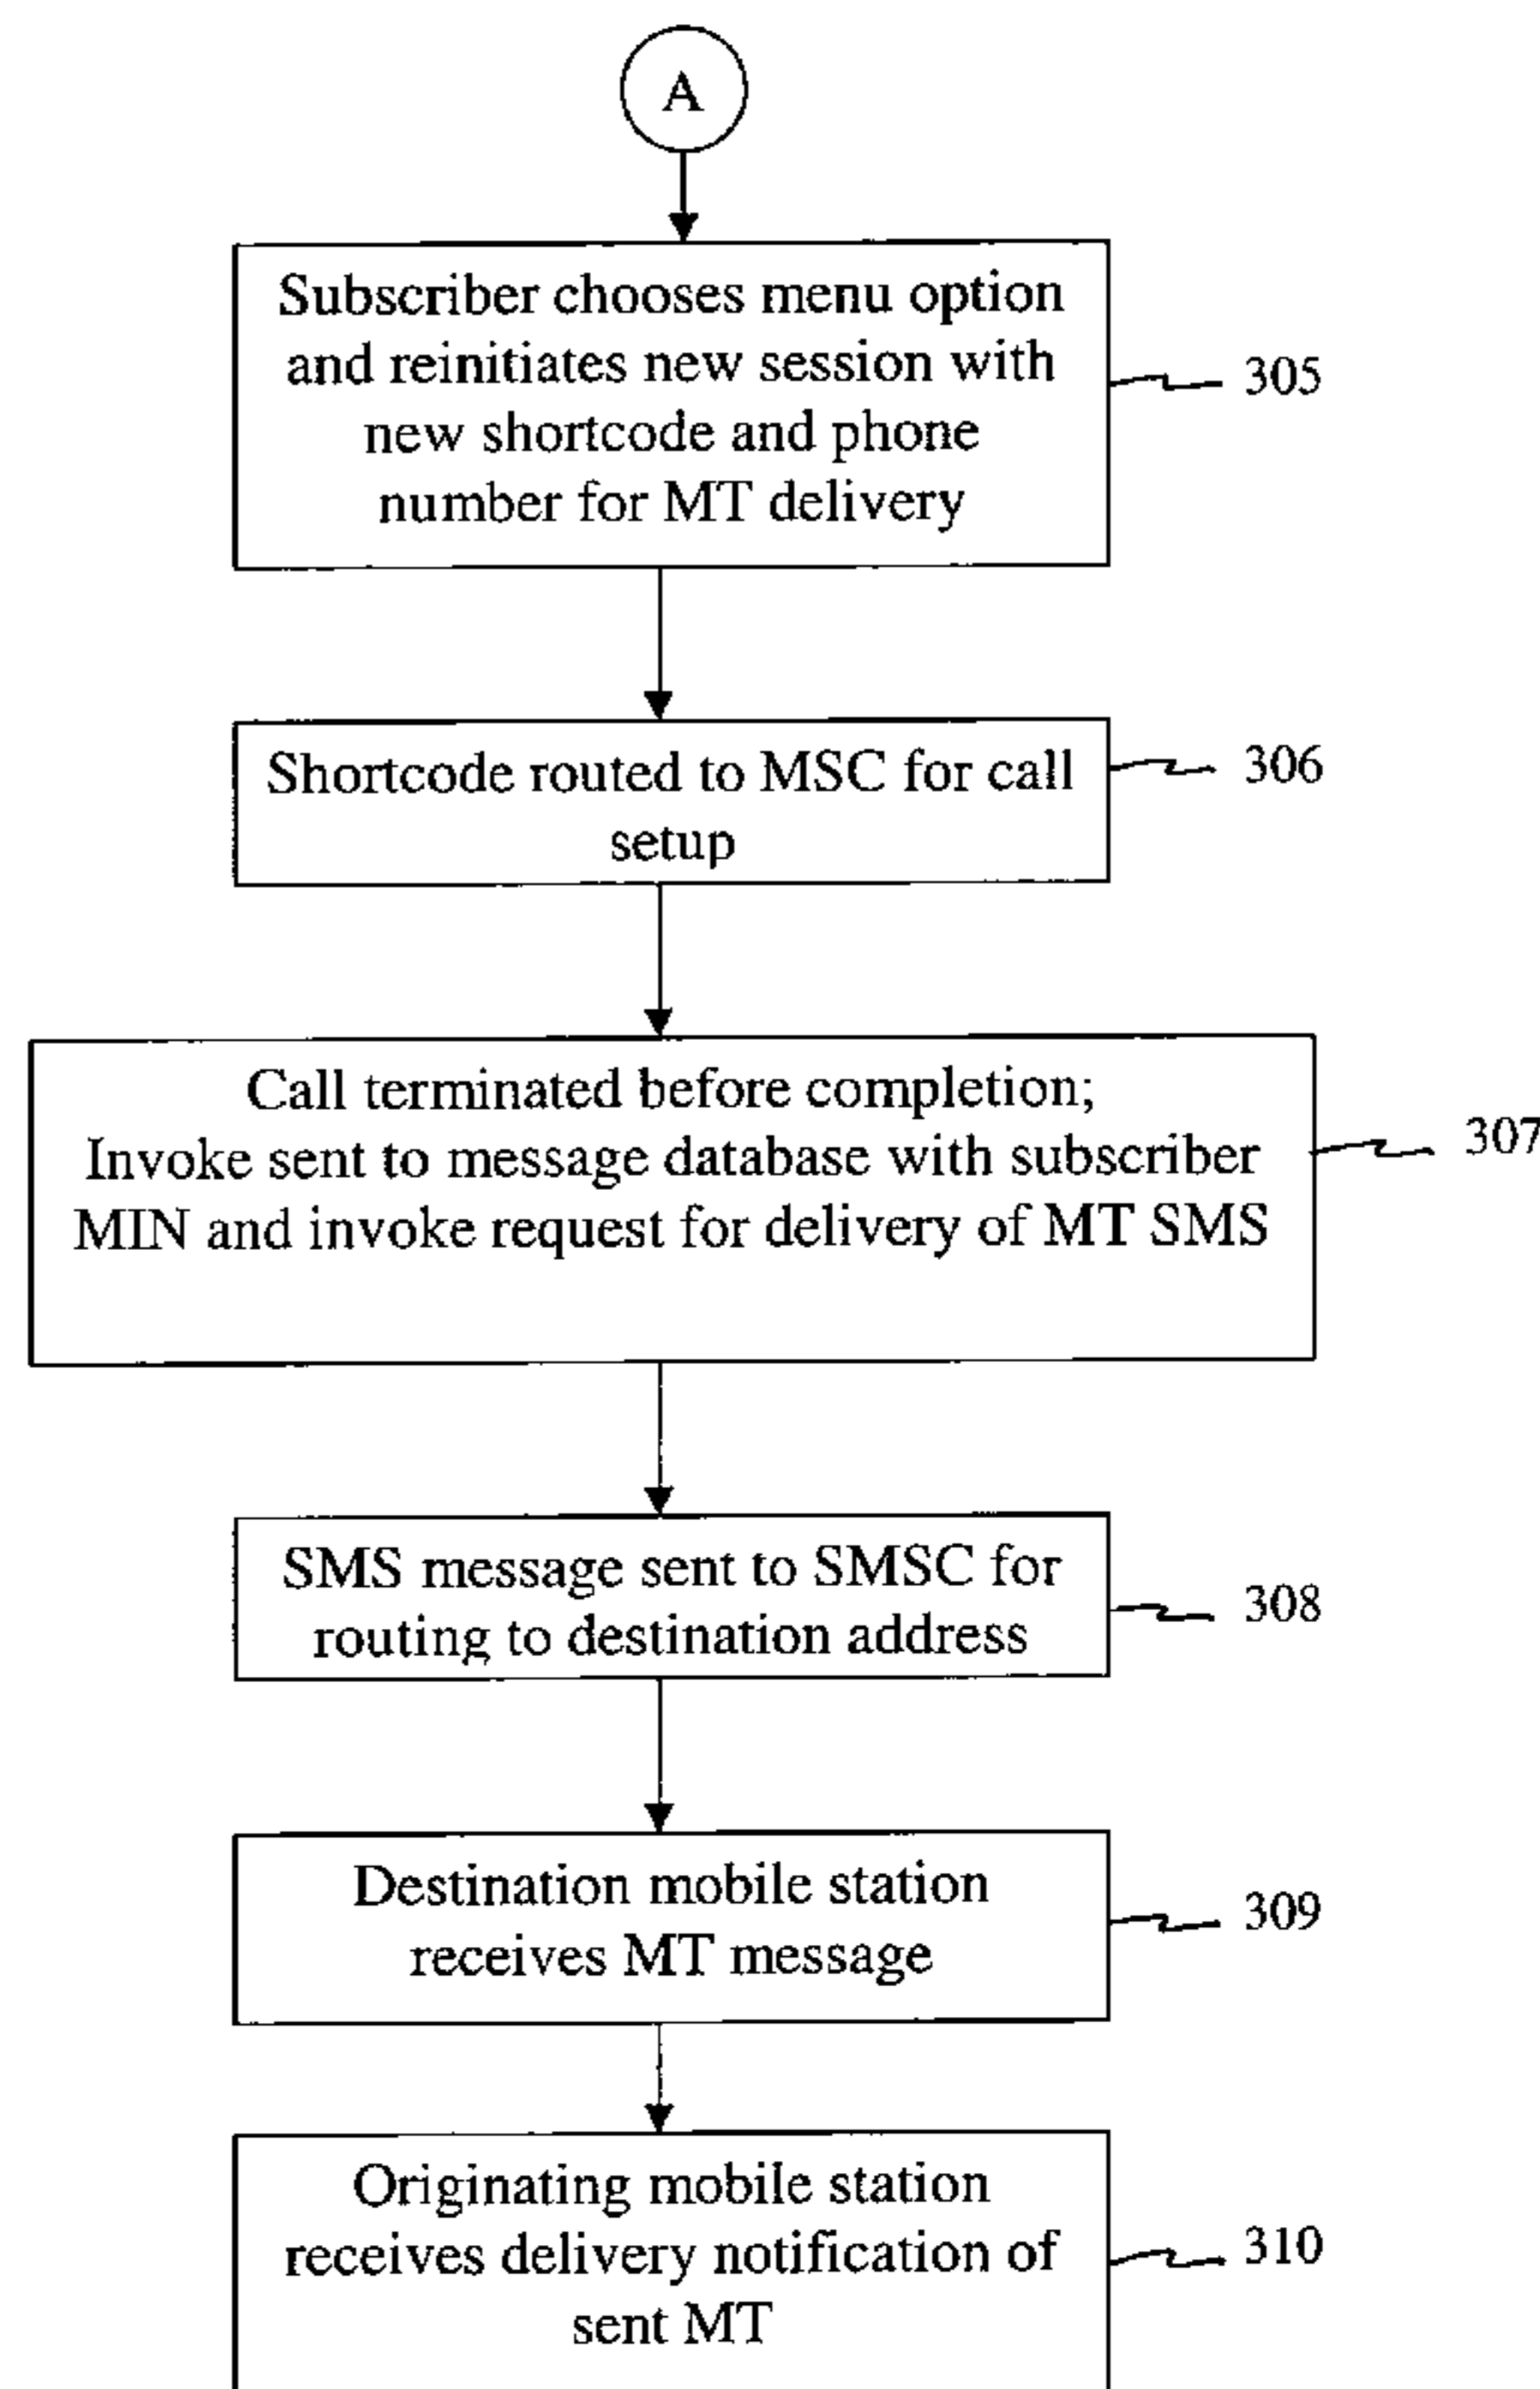 A
Subscriber chooses menu option
and reinitiates new session with
new shortcode and phone
number for MT delivery
305
Shortcode routed to MSC for call
setup
306
Call terminated before completion;
Invoke sent to message database with subscriber
MIN and invoke request for delivery of MT SMS
307
SMS message sent to SMSC for
routing to destination address
308
Destination mobile station
receives MT message
309
Originating mobile station
receives delivery notification of
sent MT
310